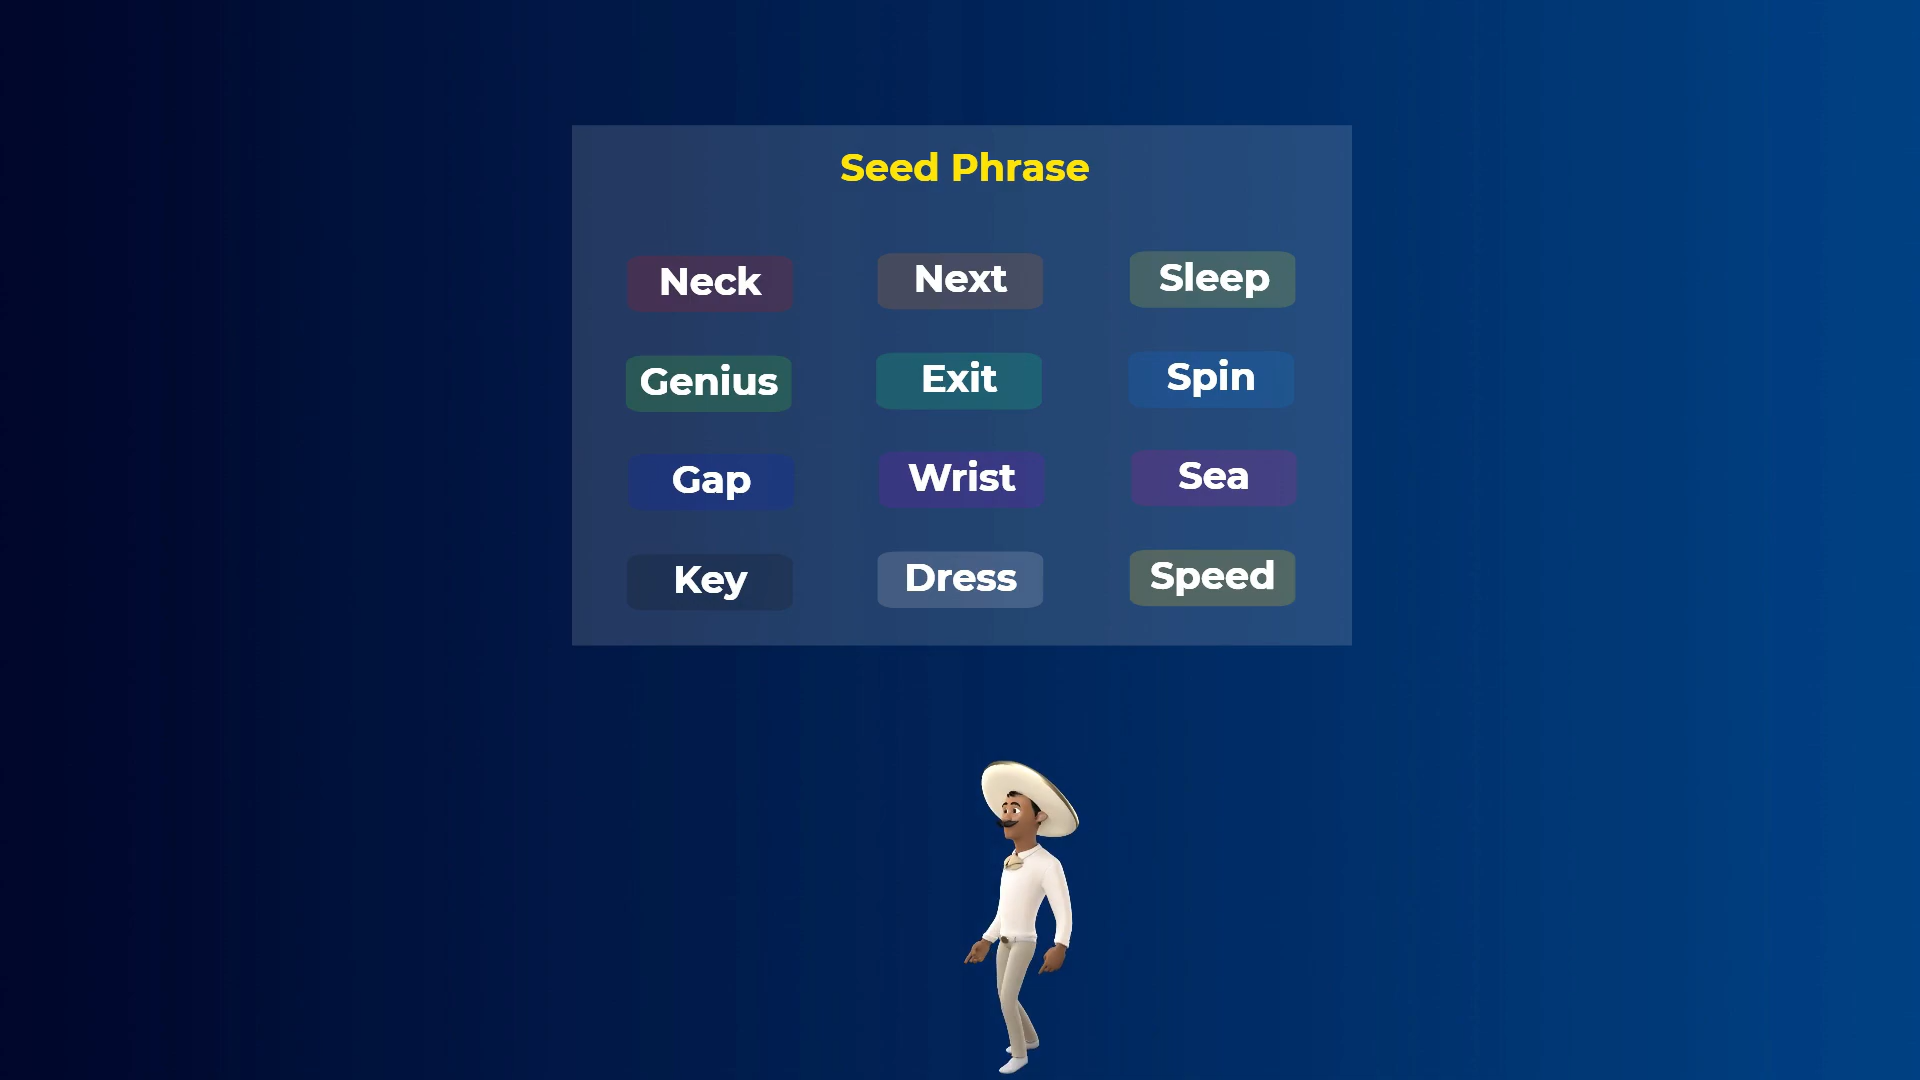 Seed Phrase
Neck Next Sleep
Genius Exit Spin
Gap Wrist Sea
Key Dress Speed